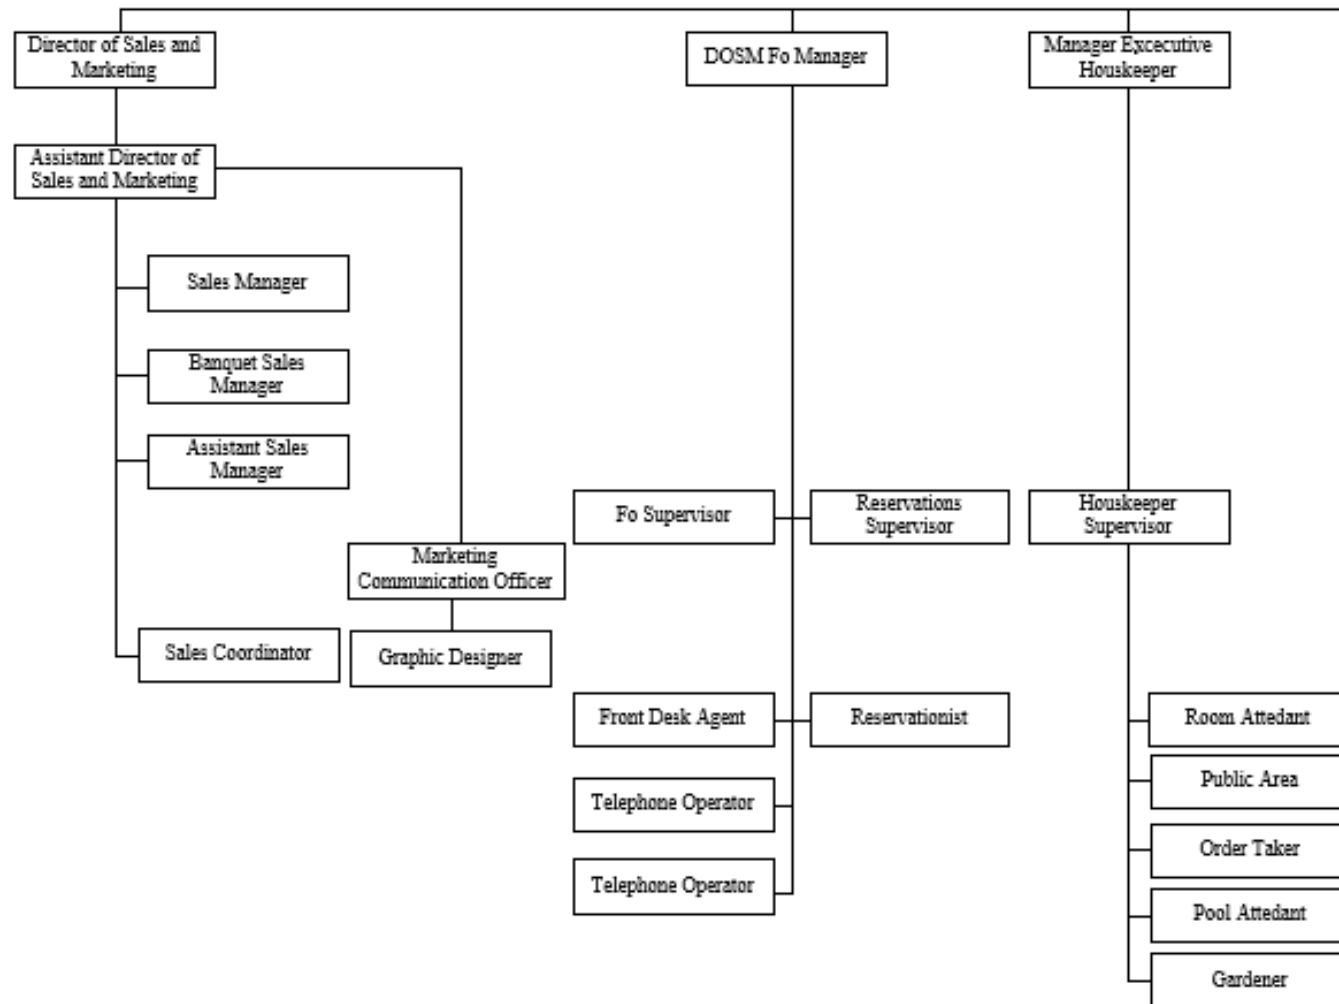 Director of Sales and
Marketing
DOSM Fo Manager
Manager Excecutive
Houskeeper
Assistant Director of
Sales and Marketing
Sales Manager
Banquet Sales
Manager
Assistant Sales
Manager
Fo Supervisor
Reservations
Supervisor
Houskeeper
Supervisor
Marketing
Communication Officer
Sales Coordinator
Graphic Designer
Front Desk Agent
Reservationist
Room Attedant
Public Area
Telephone Operator
Order Taker
Telephone Operator
Pool Attedant
Gardener